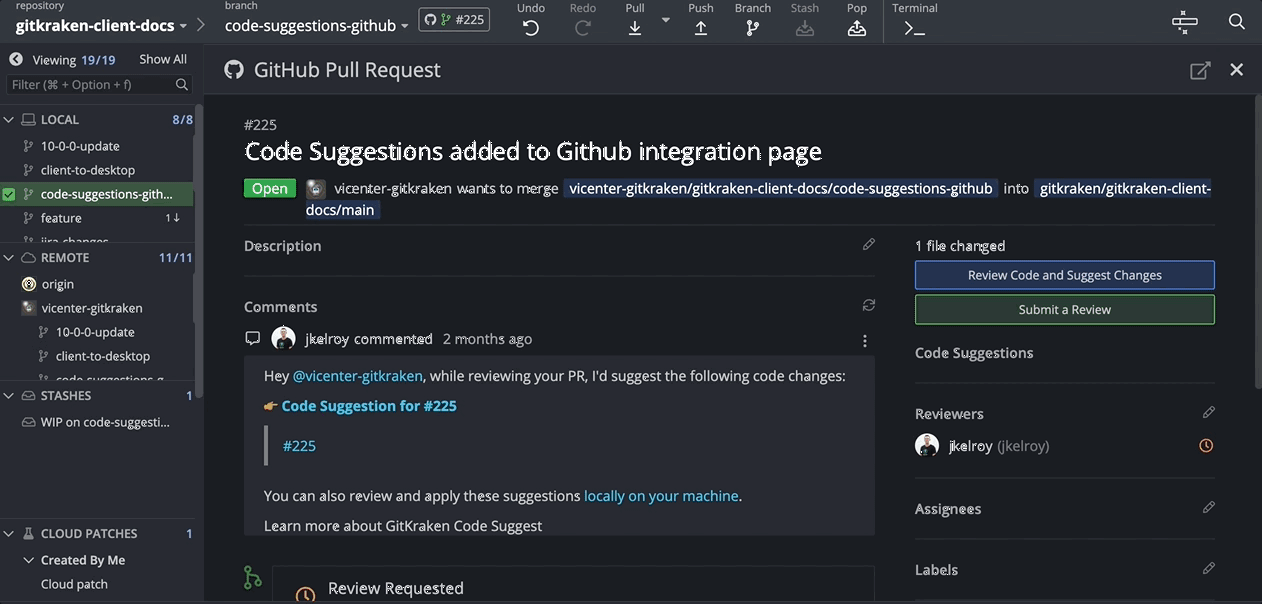 repository
gitkraken-client-docs
branch
code-suggestions-github
#225
Undo
Redo
Pull
Push
Branch
Stash
Pop
Terminal
Viewing 19/19
Show All
Filter (⌘ + Option + f)
LOCAL
8/8
10-0-0-update
client-to-desktop
code-suggestions-gith...
feature
1↓
jira-changes
REMOTE
11/11
origin
vicenter-gitkraken
10-0-0-update
client-to-desktop
code-suggestions-g
STASHES
1
WIP on code-suggesti...
CLOUD PATCHES
1
Created By Me
Cloud patch
GitHub Pull Request
#225
Code Suggestions added to Github integration page
Open
vicenter-gitkraken wants to merge vicenter-gitkraken/gitkraken-client-docs/code-suggestions-github into gitkraken/gitkraken-client-
docs/main
Description
Comments
jkelroy commented 2 months ago
Hey @vicenter-gitkraken, while reviewing your PR, I'd suggest the following code changes:
Code Suggestion for #225
#225
You can also review and apply these suggestions locally on your machine.
Learn more about GitKraken Code Suggest
Review Requested
1 file changed
Review Code and Suggest Changes
Submit a Review
Code Suggestions
Reviewers
jkelroy (jkelroy)
Assignees
Labels